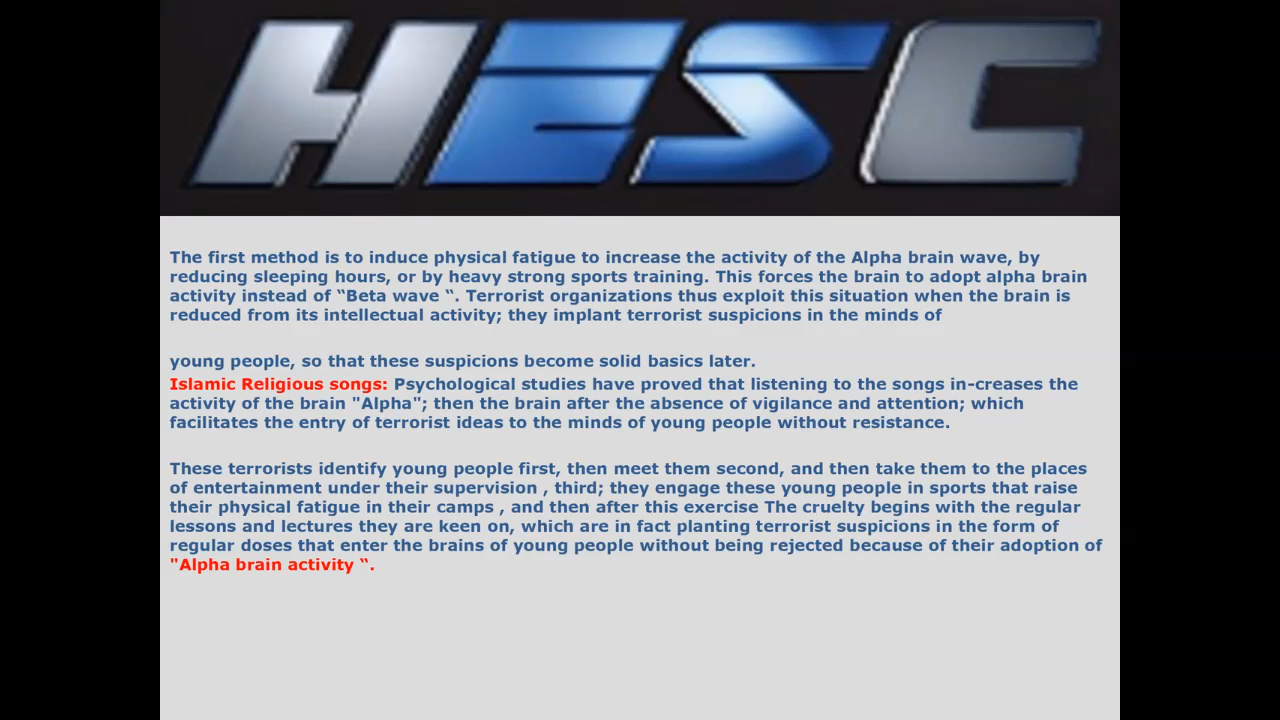 HESC
The first method is to induce physical fatigue to increase the activity of the Alpha brain wave, by
reducing sleeping hours, or by heavy strong sports training. This forces the brain to adopt alpha brain
activity instead of “Beta wave “. Terrorist organizations thus exploit this situation when the brain is
reduced from its intellectual activity; they implant terrorist suspicions in the minds of
young people, so that these suspicions become solid basics later.
Islamic Religious songs: Psychological studies have proved that listening to the songs in-creases the
activity of the brain "Alpha"; then the brain after the absence of vigilance and attention; which
facilitates the entry of terrorist ideas to the minds of young people without resistance.
These terrorists identify young people first, then meet them second, and then take them to the places
of entertainment under their supervision , third; they engage these young people in sports that raise
their physical fatigue in their camps , and then after this exercise The cruelty begins with the regular
lessons and lectures they are keen on, which are in fact planting terrorist suspicions in the form of
regular doses that enter the brains of young people without being rejected because of their adoption of
"Alpha brain activity “.